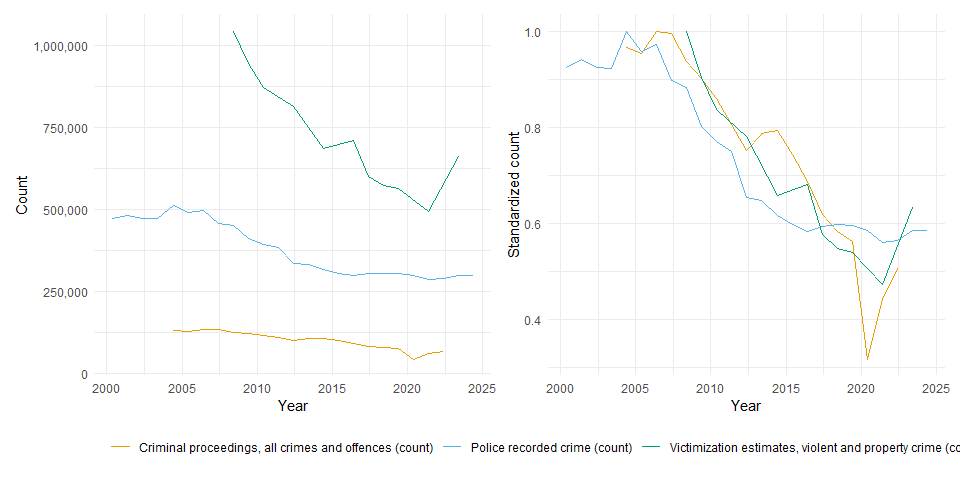 Count
1,000,000
750,000
500,000
250,000
0
2000 2005 2010 2015 2020 2025
Year
Standardized count
1.0
0.8
0.6
0.4
2000 2005 2010 2015 2020 2025
Year
Criminal proceedings, all crimes and offences (count) Police recorded crime (count) Victimization estimates, violent and property crime (co